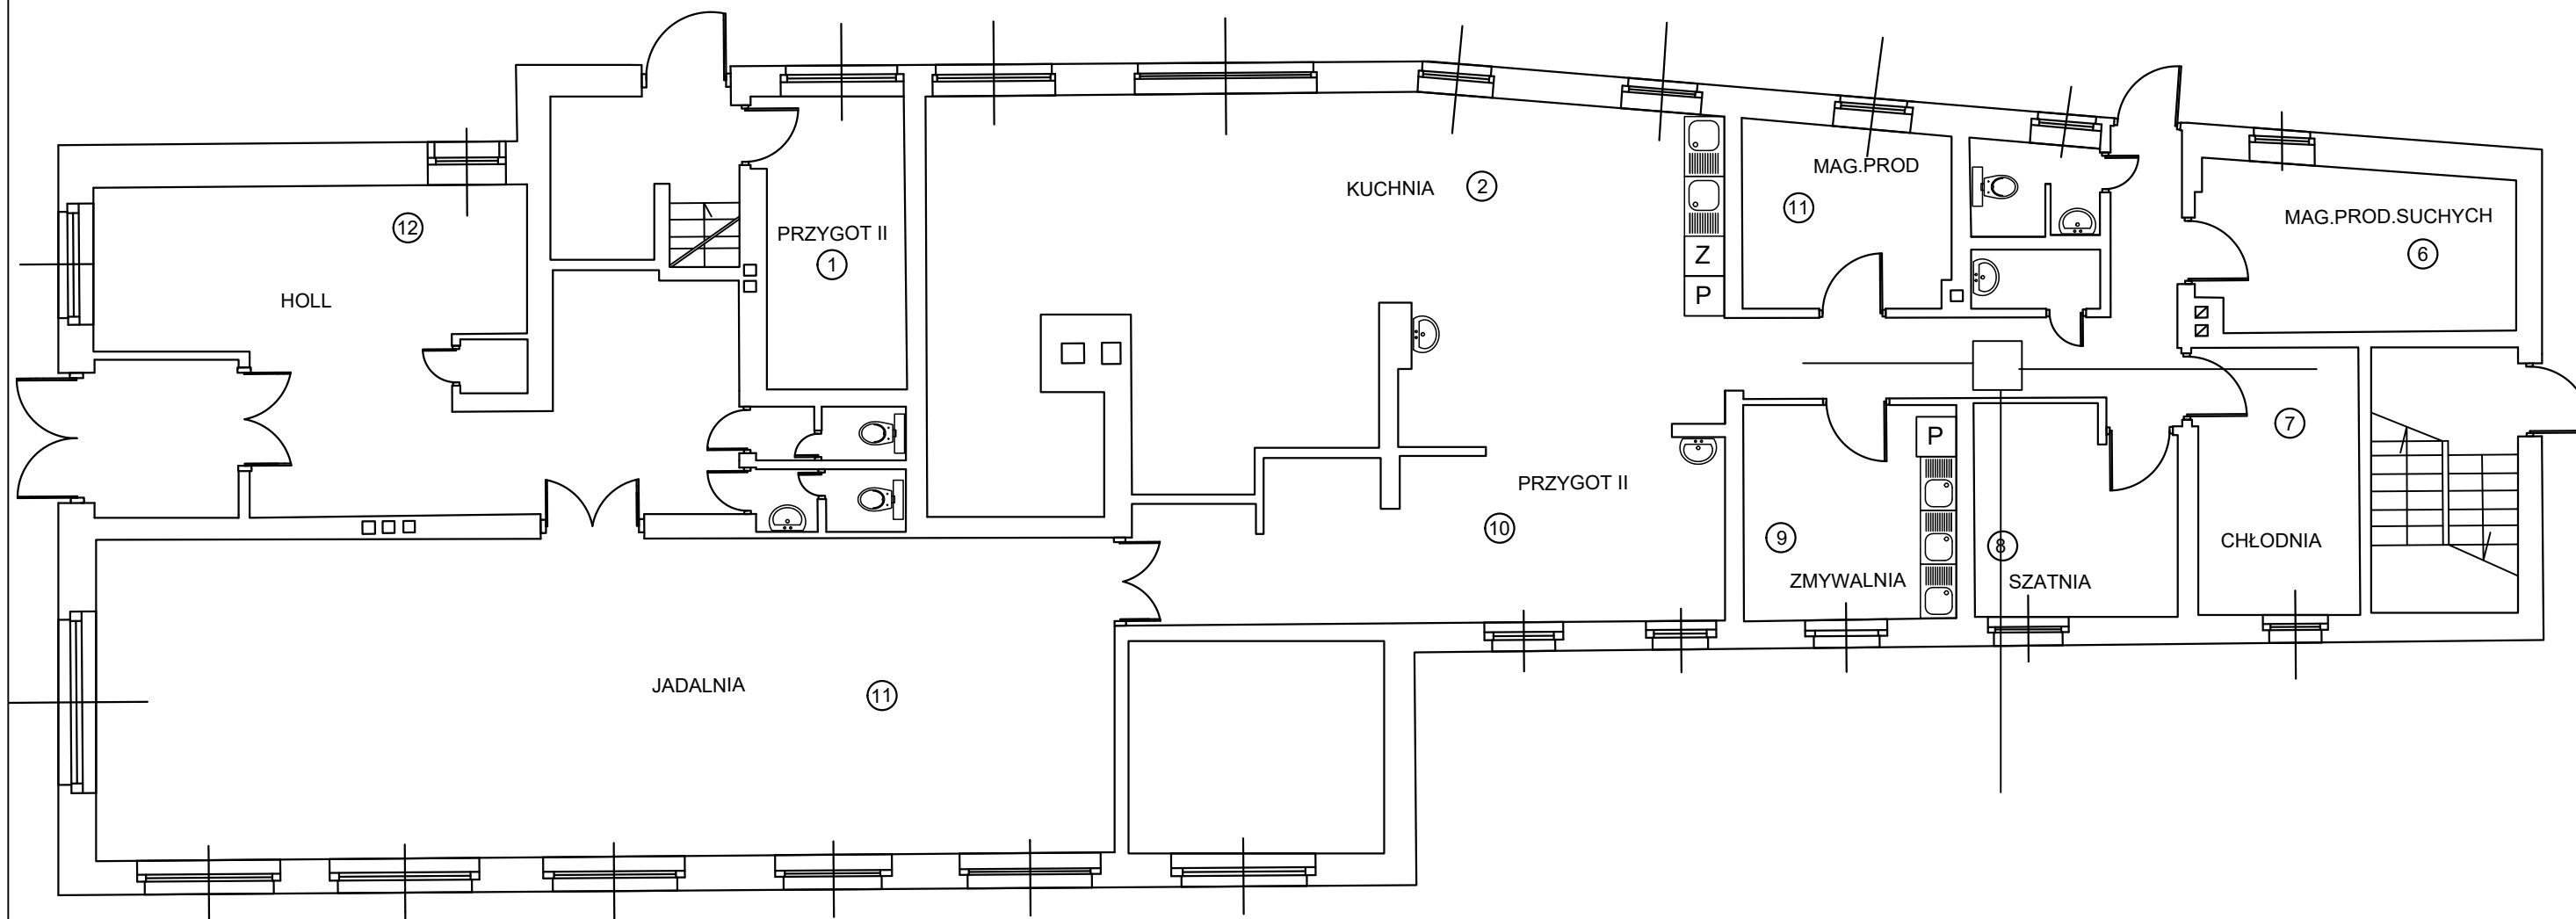 HOLL
12
PRZYGOT II
1
KUCHNIA
2
Z
P
MAG.PROD
11
MAG.PROD.SUCHYCH
6
JADALNIA
11
PRZYGOT II
10
P
9
ZMYWALNIA
8
SZATNIA
7
CHŁODNIA